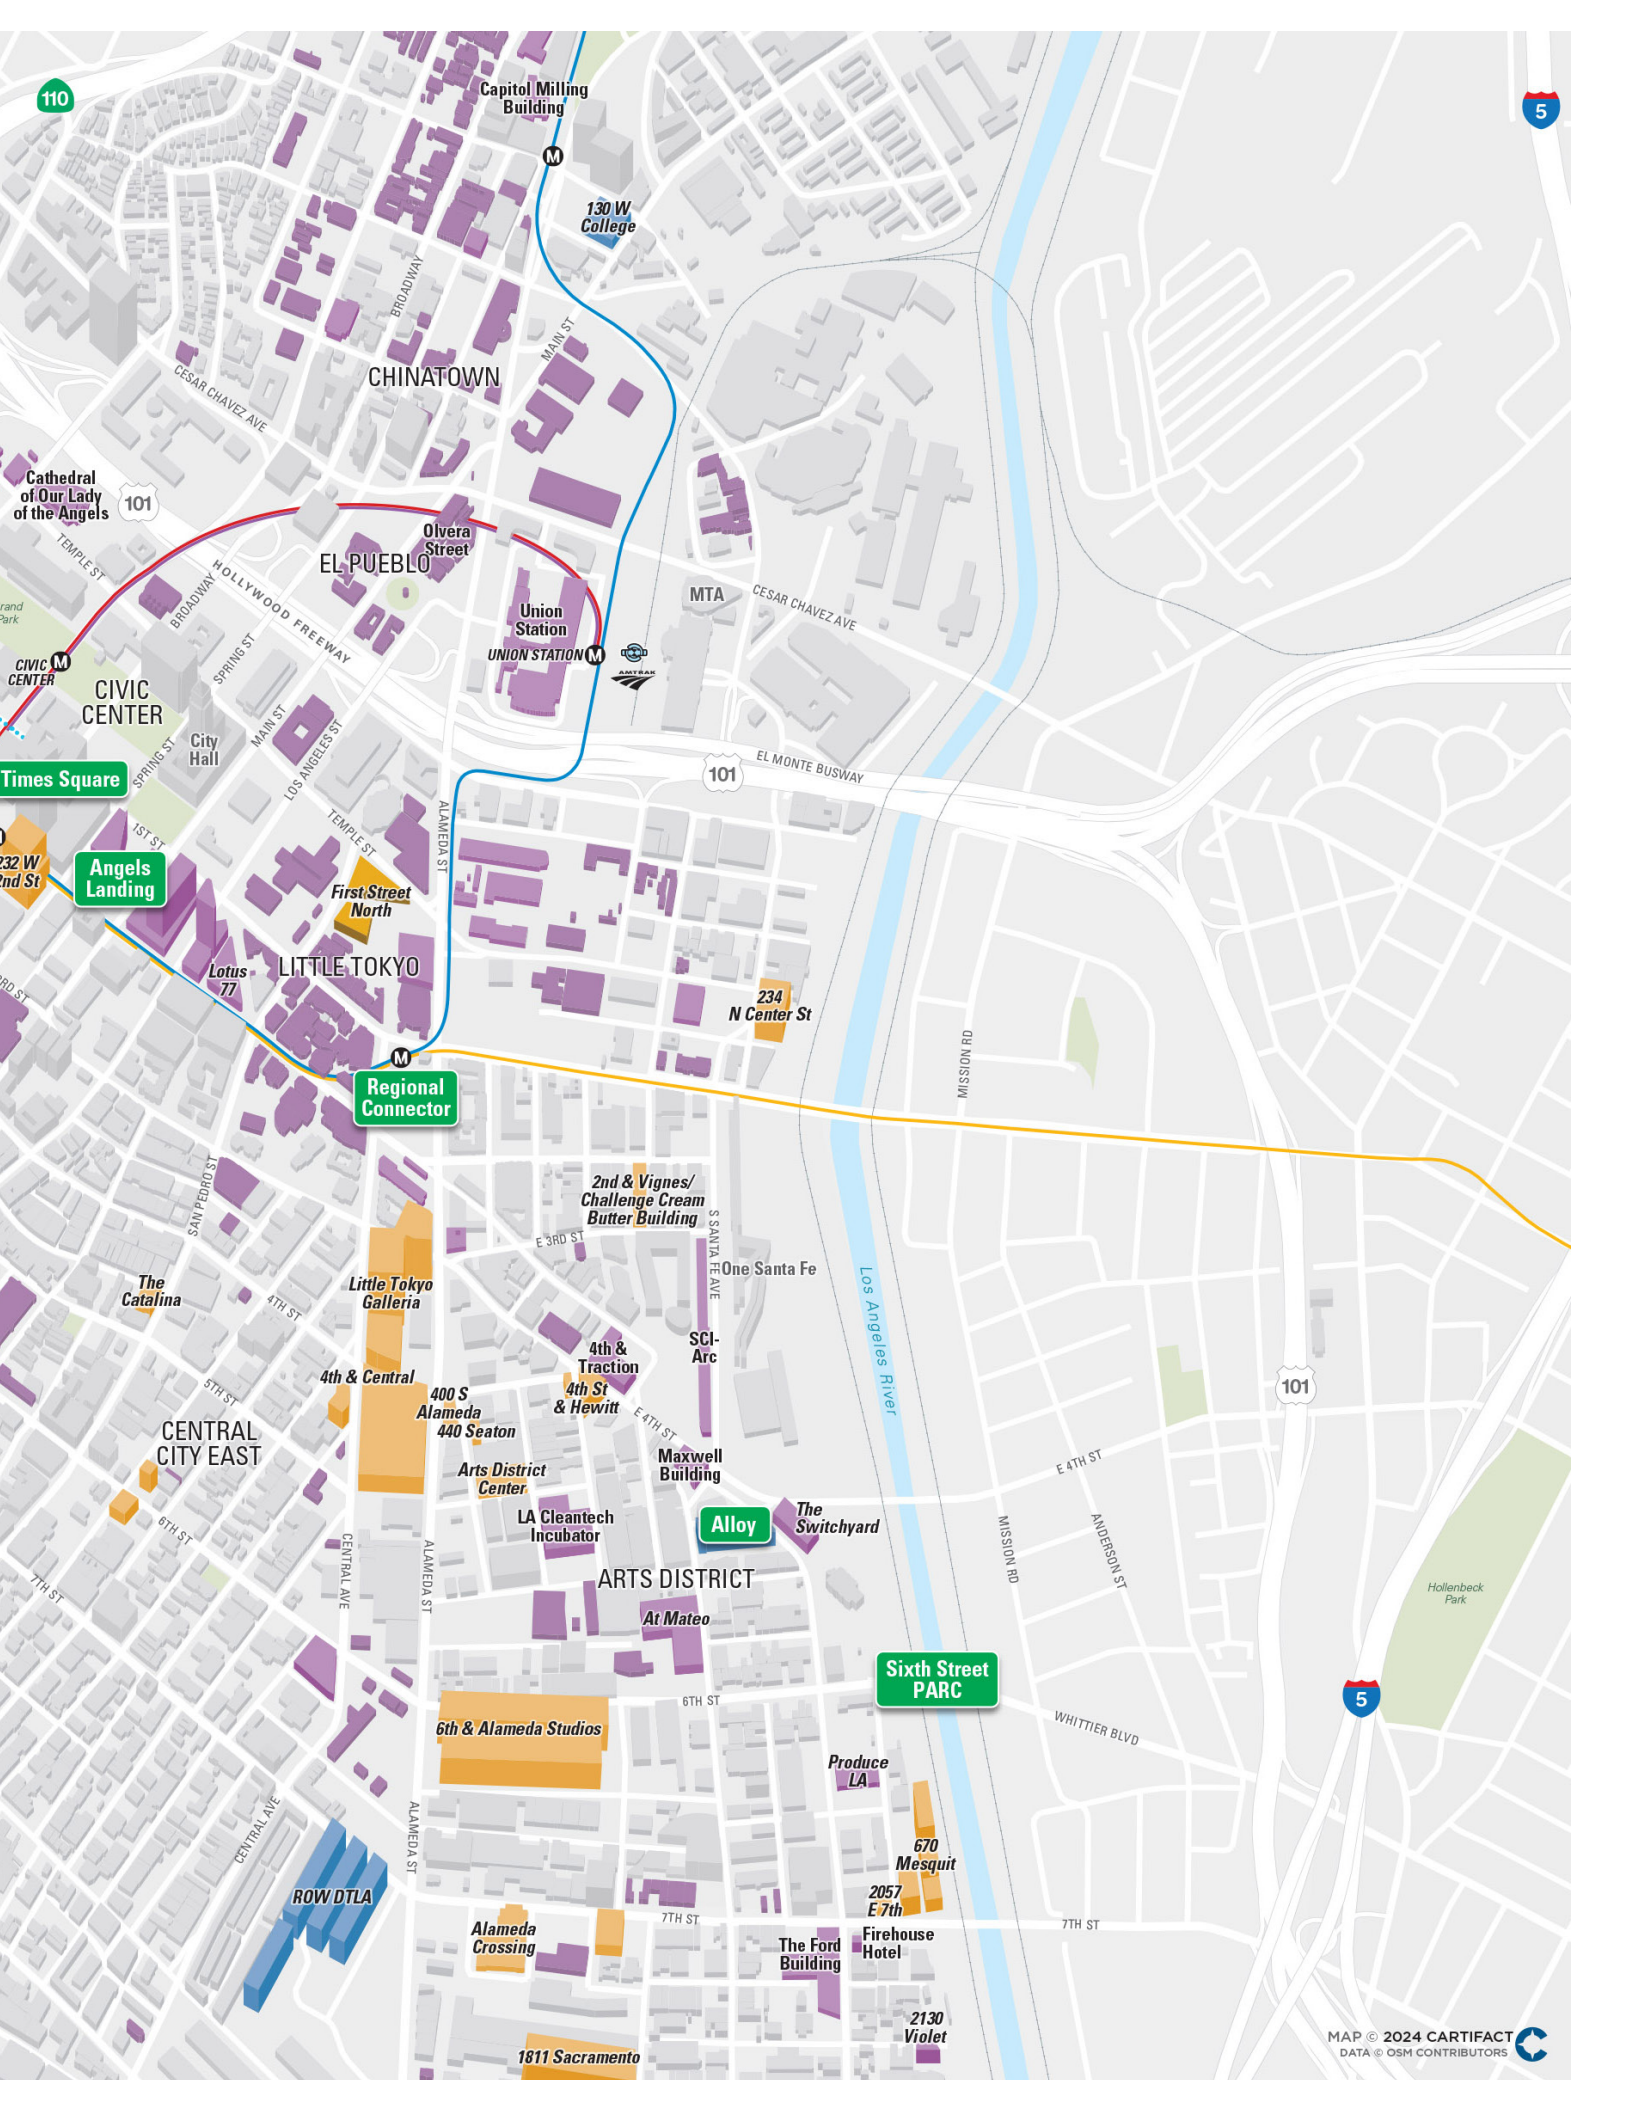 110
5
Capitol Milling
Building
M
130 W
College
BROADWAY
MAIN ST
CHINATOWN
CESAR CHAVEZ AVE
Cathedral
of Our Lady
of the Angels
101
TEMPLE ST
Olvera
Street
EL PUEBLO
HOLLYWOOD FREEWAY
BROADWAY
rand
Park
SPRING ST
Union
Station
UNION STATION M
AMTRAK
MTA
CESAR CHAVEZ AVE
CIVIC
CENTER
M
CIVIC
CENTER
MAIN ST
LOS ANGELES ST
City
Hall
SPRING ST
Times Square
101
EL MONTE BUSWAY
1ST ST
TEMPLE ST
ALAMEDA ST
232 W
2nd St
Angels
Landing
First Street
North
LITTLE TOKYO
Lotus
77
3RD ST
234
N Center St
MISSION RD
M
Regional
Connector
SAN PEDRO ST
2nd & Vignes/
Challenge Cream
Butter Building
E 3RD ST
S SANTA FE AVE
One Santa Fe
Los Angeles River
The
Catalina
4TH ST
Little Tokyo
Galleria
SCI-
Arc
4th &
Traction
4th & Central
400 S
Alameda
4th St
& Hewitt
5TH ST
440 Seaton
E 4TH ST
101
CENTRAL
CITY EAST
Maxwell
Building
E 4TH ST
Arts District
Center
LA Cleantech
Incubator
Alloy
The
Switchyard
6TH ST
CENTRAL AVE
ALAMEDA ST
MISSION RD
ANDERSON ST
ARTS DISTRICT
7TH ST
Hollenbeck
Park
At Mateo
Sixth Street
PARC
5
6TH ST
6th & Alameda Studios
WHITTIER BLVD
Produce
LA
CENTRAL AVE
ALAMEDA ST
670
Mesquit
ROW DTLA
2057
E 7th
7TH ST
7TH ST
Alameda
Crossing
The Ford
Building
Firehouse
Hotel
2130
Violet
1811 Sacramento
MAP © 2024 CARTIFACT
DATA © OSM CONTRIBUTORS